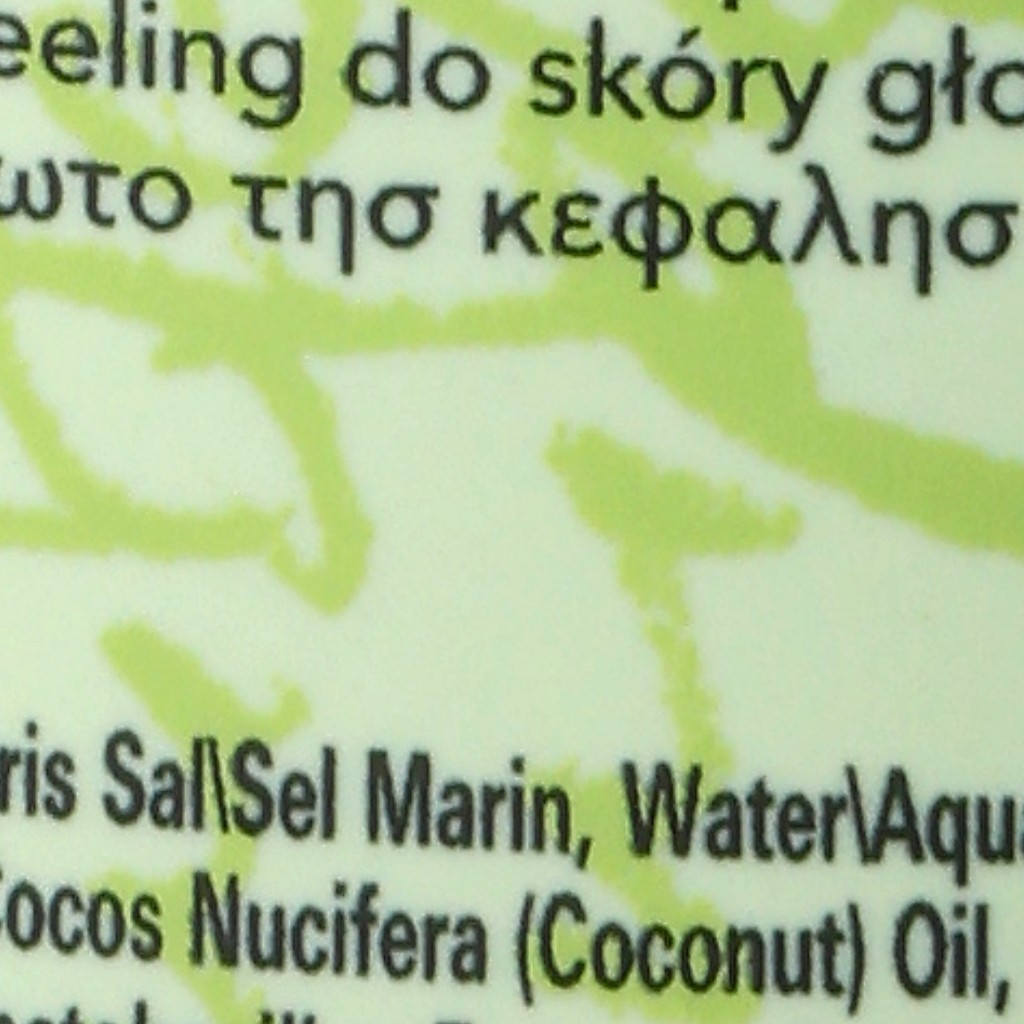 eeling do skóry gło
ωτο τησ κεφαλησ
ris Sal\Sel Marin, Water\Aqu
Cocos Nucifera (Coconut) Oil,